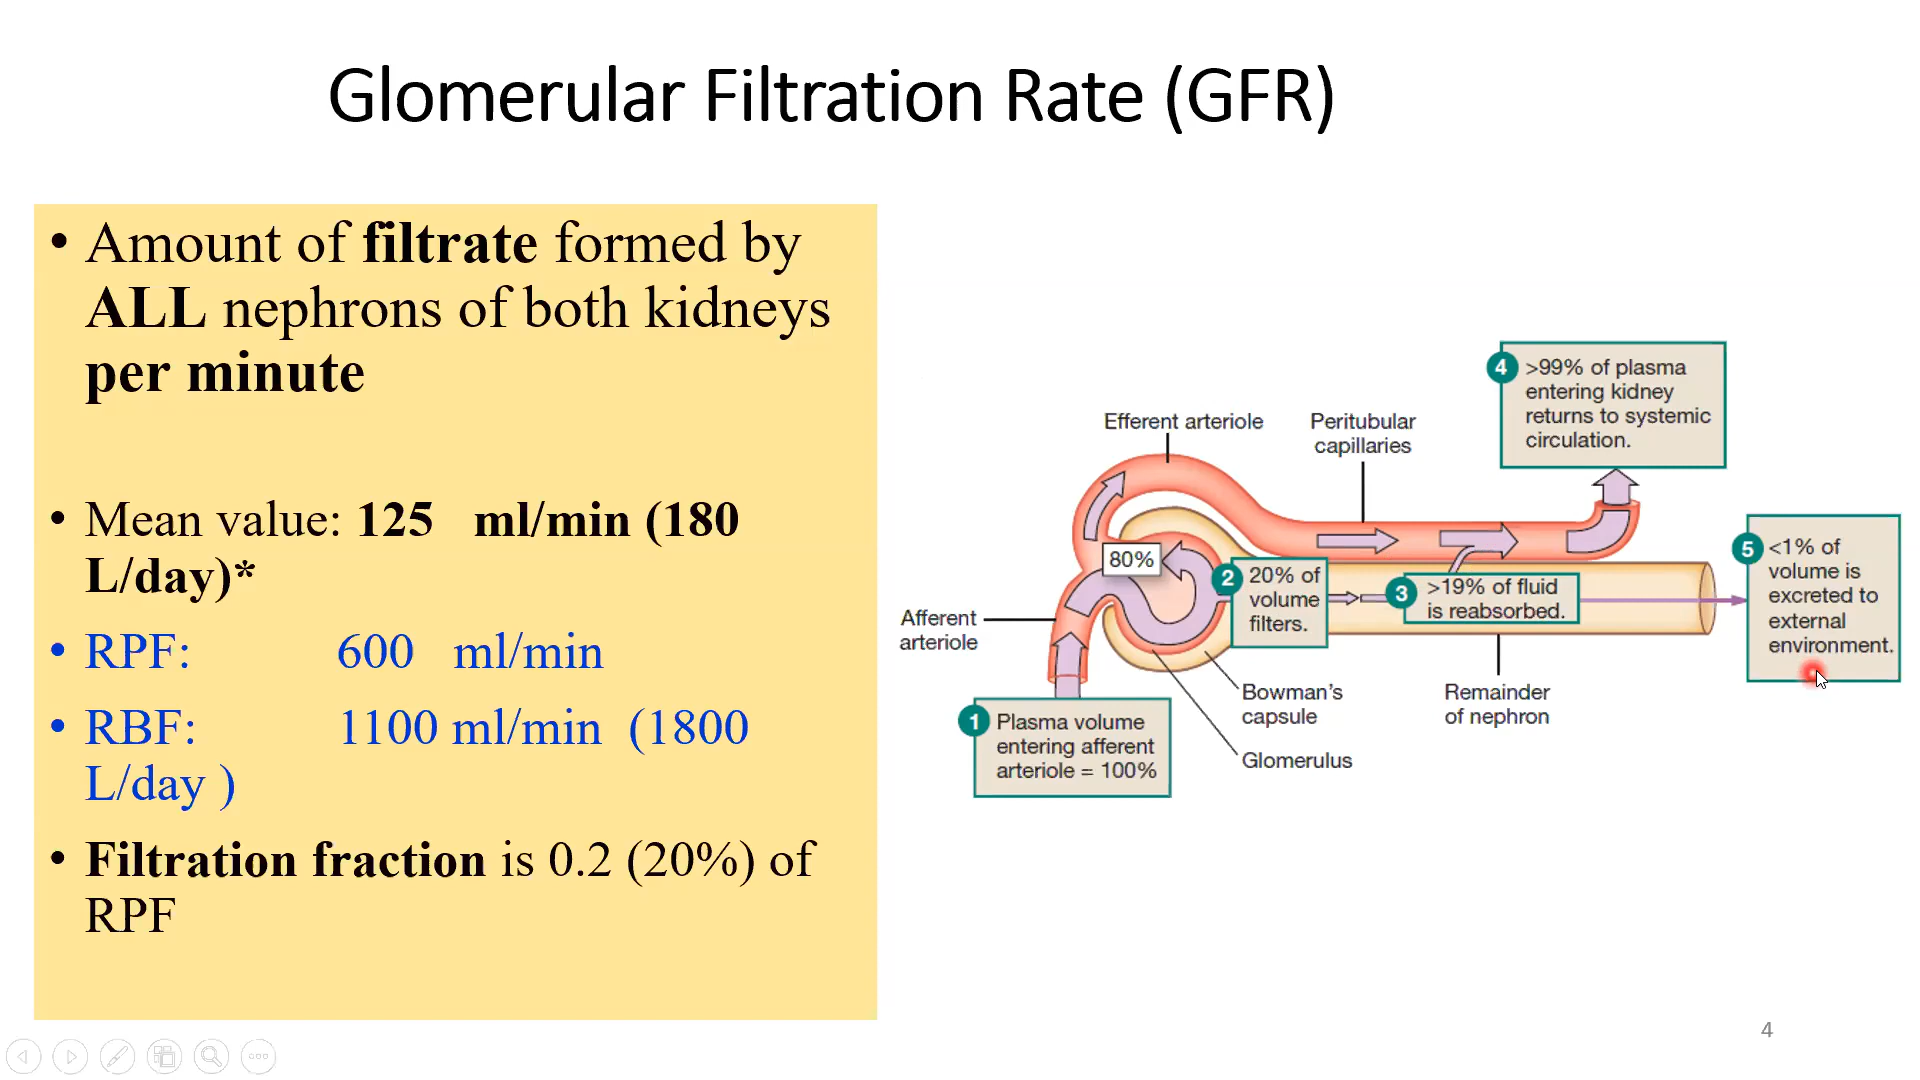 Glomerular Filtration Rate (GFR)
• Amount of filtrate formed by
ALL nephrons of both kidneys
per minute
• Mean value: 125 ml/min (180
L/day)*
• RPF: 600 ml/min
• RBF: 1100 ml/min (1800
L/day )
• Filtration fraction is 0.2 (20%) of
RPF
4 >99% of plasma
entering kidney
returns to systemic
circulation.
Efferent arteriole
Peritubular
capillaries
80%
2 20% of
volume
filters.
3 >19% of fluid
is reabsorbed.
5 <1% of
volume is
excreted to
external
environment.
Afferent
arteriole
Bowman's
capsule
Remainder
of nephron
Glomerulus
1 Plasma volume
entering afferent
arteriole = 100%
4